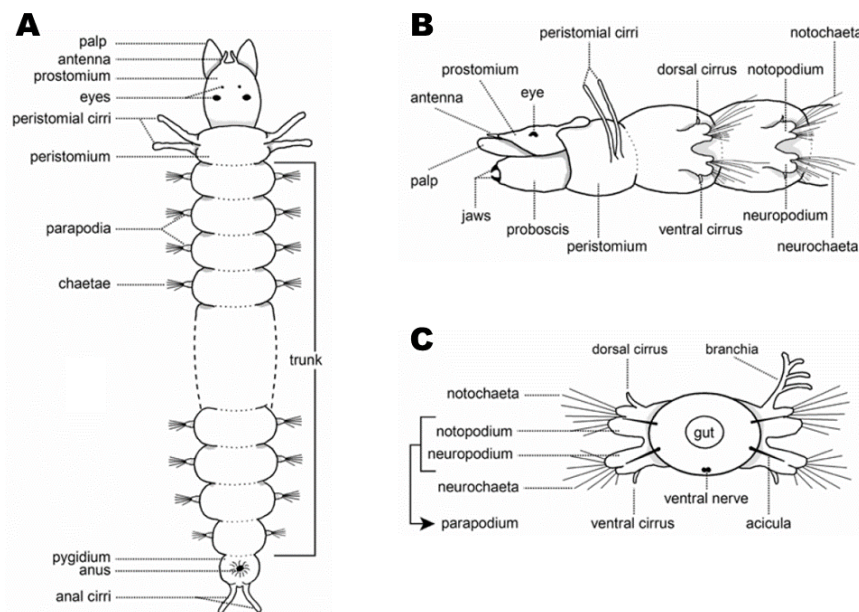 A
palp
antenna
prostomium
eyes
peristomial cirri
peristomium
parapodia
chaetae
trunk
pygidium
anus
anal cirri
B
peristomial cirri
notochaeta
prostomium
dorsal cirrus
notopodium
antenna
eye
palp
jaws
proboscis
peristomium
ventral cirrus
neuropodium
neurochaeta
C
dorsal cirrus
branchia
notochaeta
notopodium
gut
neuropodium
neurochaeta
ventral nerve
parapodium
ventral cirrus
acicula